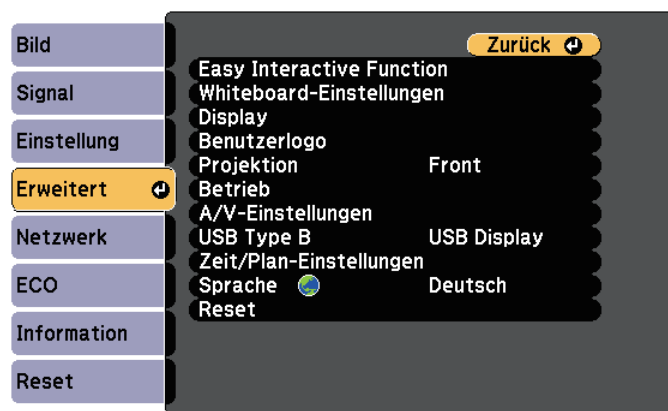 Bild
Signal
Einstellung
Erweitert
Netzwerk
ECO
Information
Reset
Zurück
Easy Interactive Function
Whiteboard-Einstellungen
Display
Benutzerlogo
Projektion Front
Betrieb
A/V-Einstellungen
USB Type B USB Display
Zeit/Plan-Einstellungen
Sprache Deutsch
Reset